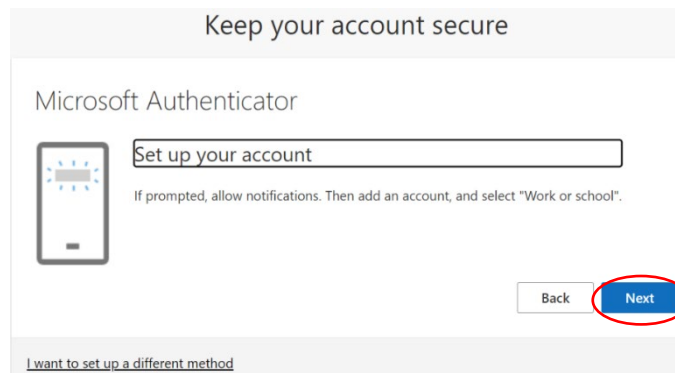 Keep your account secure
Microsoft Authenticator
Set up your account
If prompted, allow notifications. Then add an account, and select "Work or school".
Back
Next
I want to set up a different method